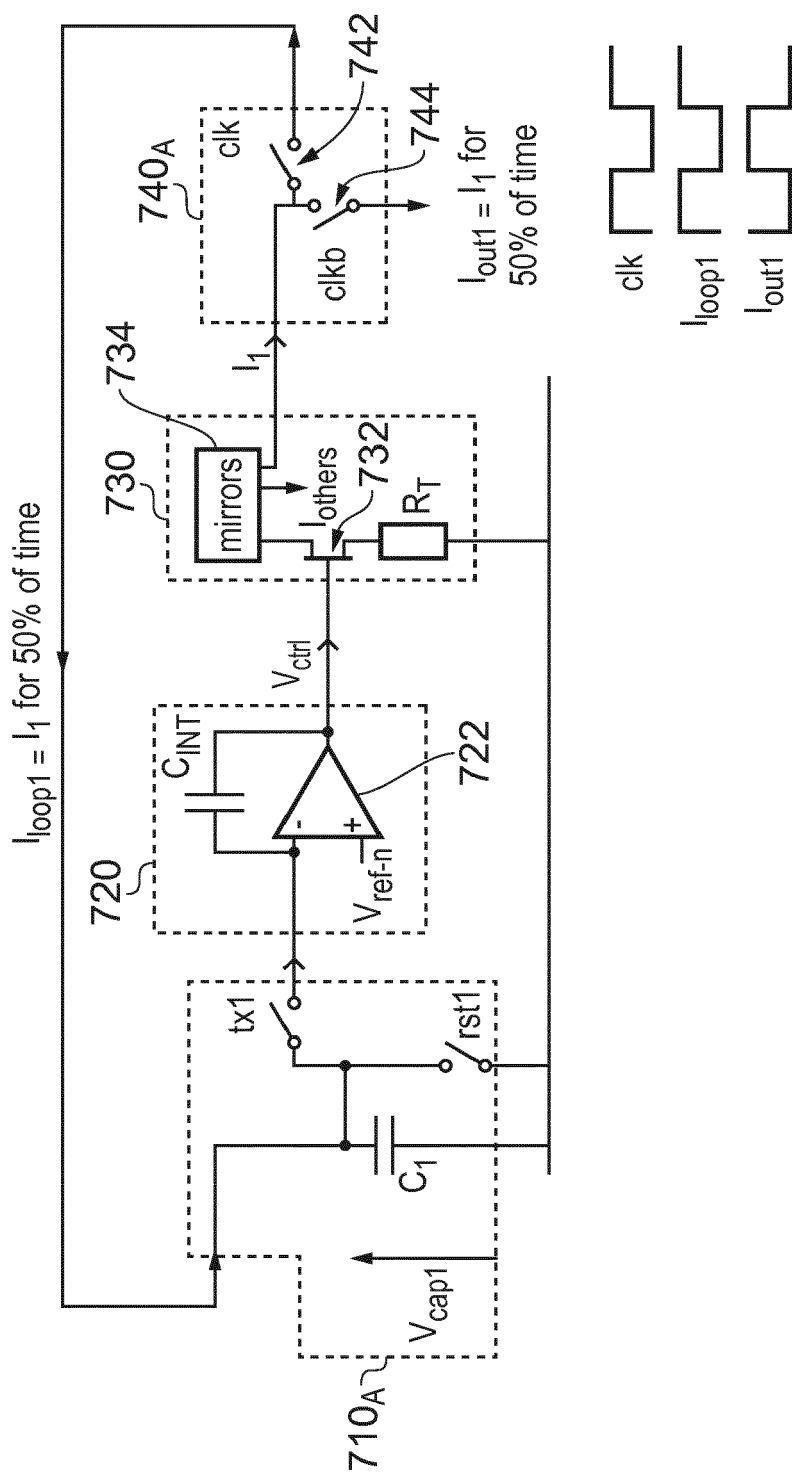 I_loop1 = I_1 for 50% of time
740_A
clk
742
744
clkb
I_out1 = I_1 for
50% of time
734
730
mirrors
I_1
I_others
732
R_T
V_ctrl
720
C_INT
-
+
722
V_ref-n
tx1
rst1
C_1
V_cap1
710_A
clk
I_loop1
I_out1